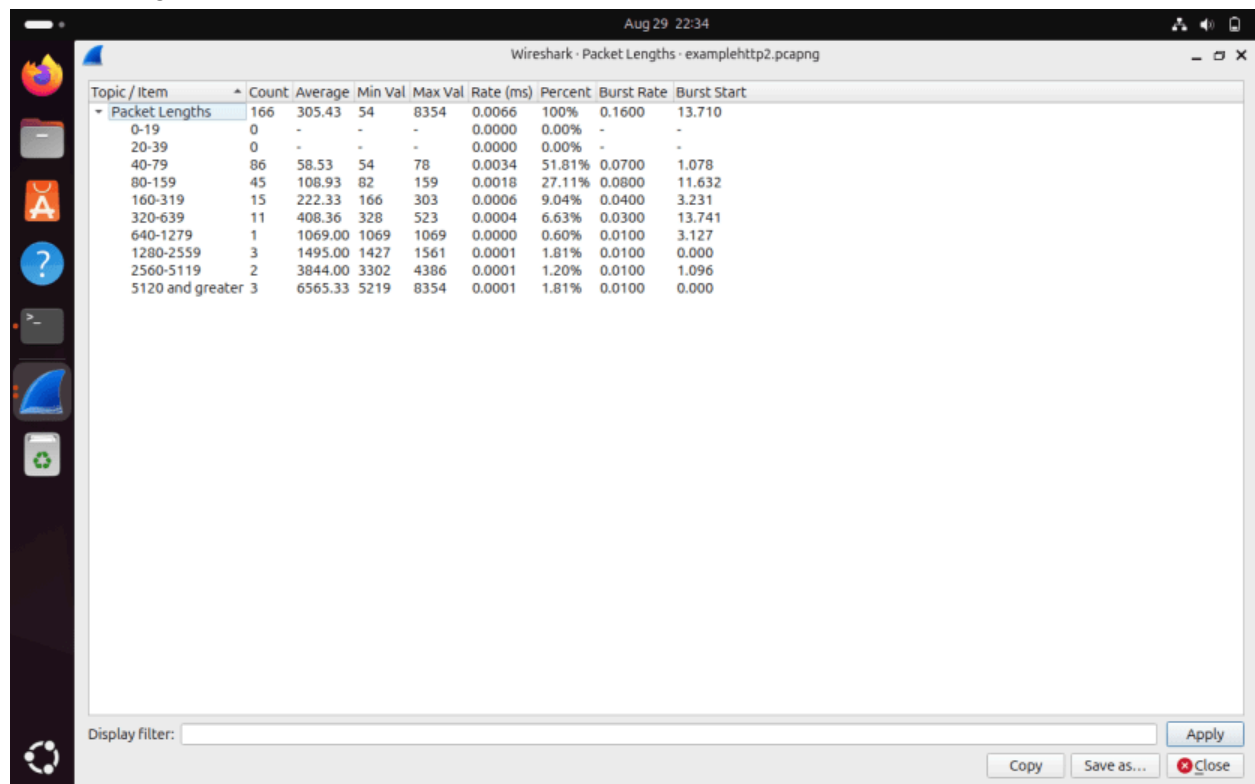 Aug 29 22:34
Wireshark · Packet Lengths · examplehttp2.pcapng
Topic / Item Count Average Min Val Max Val Rate (ms) Percent Burst Rate Burst Start
Packet Lengths 166 305.43 54 8354 0.0066 100% 0.1600 13.710
0-19 0 - - - 0.0000 0.00% - -
20-39 0 - - - 0.0000 0.00% - -
40-79 86 58.53 54 78 0.0034 51.81% 0.0700 1.078
80-159 45 108.93 82 159 0.0018 27.11% 0.0800 11.632
160-319 15 222.33 166 303 0.0006 9.04% 0.0400 3.231
320-639 11 408.36 328 523 0.0004 6.63% 0.0300 13.741
640-1279 1 1069.00 1069 1069 0.0000 0.60% 0.0100 3.127
1280-2559 3 1495.00 1427 1561 0.0001 1.81% 0.0100 0.000
2560-5119 2 3844.00 3302 4386 0.0001 1.20% 0.0100 1.096
5120 and greater 3 6565.33 5219 8354 0.0001 1.81% 0.0100 0.000
Display filter: Apply
Copy Save as... Close